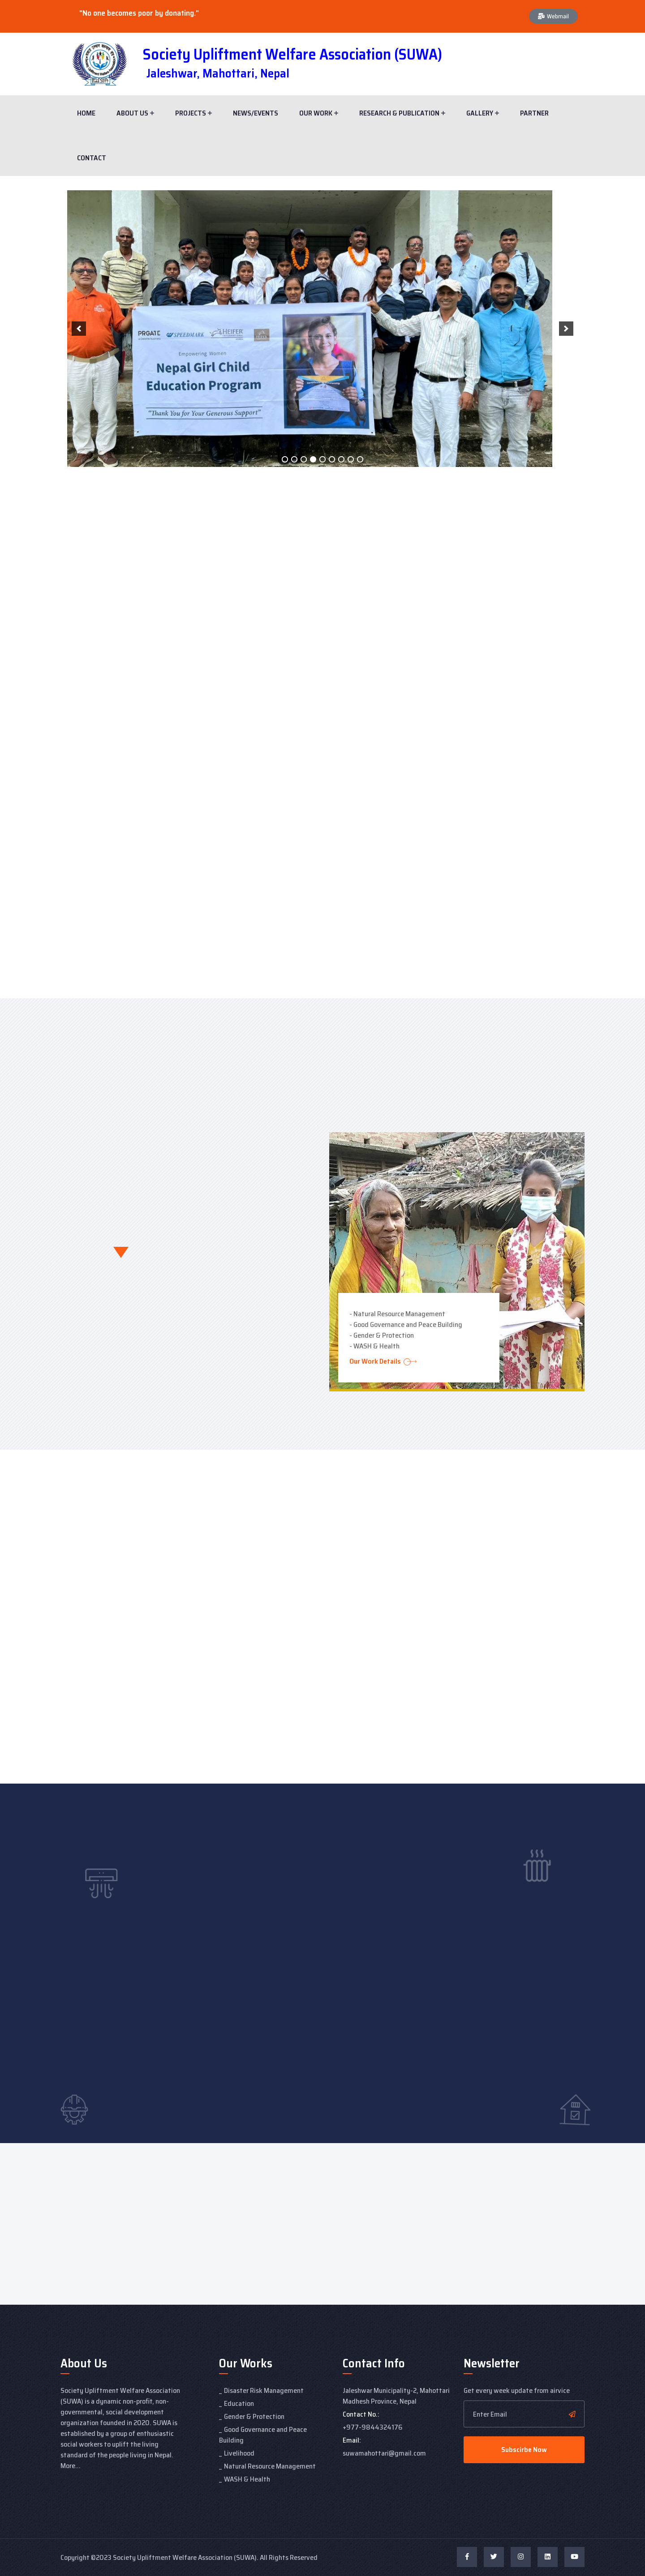 "No one becomes poor by donating."
Webmail
Society Upliftment Welfare Association (SUWA)
Jaleshwar, Mahottari, Nepal
HOME
ABOUT US +
PROJECTS +
NEWS/EVENTS
OUR WORK +
RESEARCH & PUBLICATION +
GALLERY +
PARTNER
CONTACT
PRGATE
Empowering Women
Nepal Girl Child
Education Program
"Thank You for Your Generous Support"
- Natural Resource Management
- Good Governance and Peace Building
- Gender & Protection
- WASH & Health
Our Work Details
About Us
Society Upliftment Welfare Association
(SUWA) is a dynamic non-profit, non-
governmental, social development
organization founded in 2020. SUWA is
established by a group of enthusiastic
social workers to uplift the living
standard of the people living in Nepal.
More...
Our Works
_ Disaster Risk Management
_ Education
_ Gender & Protection
_ Good Governance and Peace
Building
_ Livelihood
_ Natural Resource Management
_ WASH & Health
Contact Info
Jaleshwar Municipality-2, Mahottari
Madhesh Province, Nepal
Contact No.:
+977-9844324176
Email:
suwamahottari@gmail.com
Newsletter
Get every week update from airvice
Enter Email
Subscirbe Now
Copyright ©2023 Society Upliftment Welfare Association (SUWA). All Rights Reserved